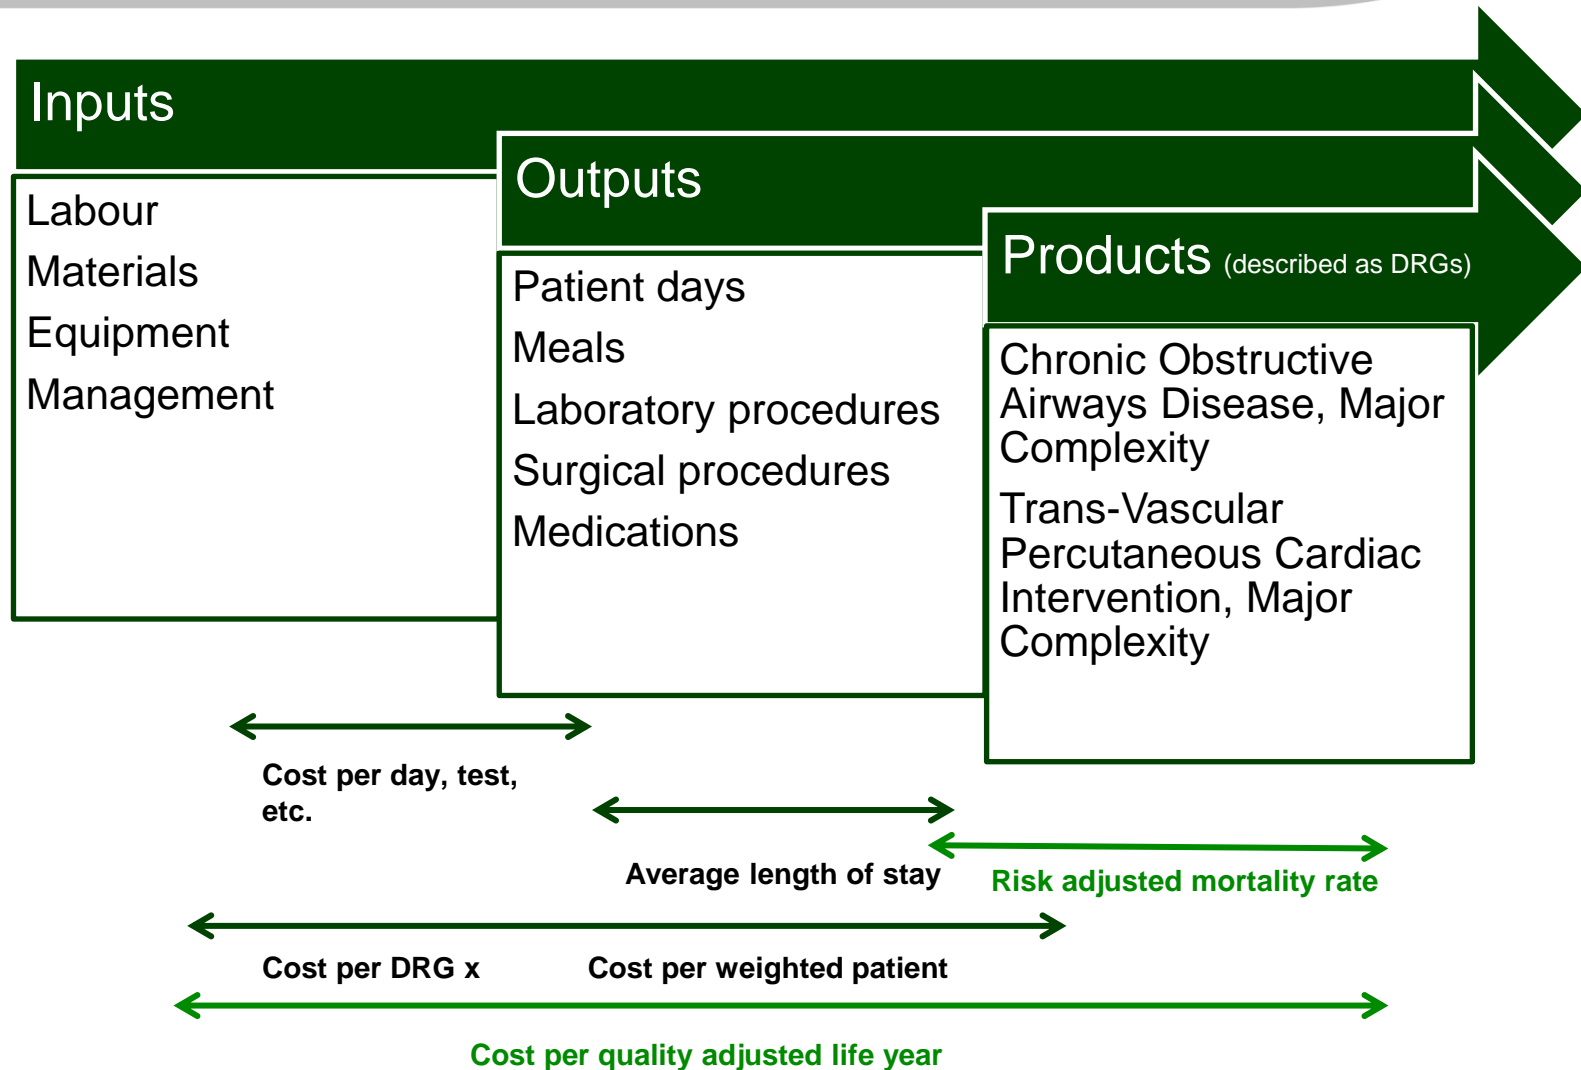 Inputs
Labour
Materials
Equipment
Management
Outputs
Patient days
Meals
Laboratory procedures
Surgical procedures
Medications
Products (described as DRGs)
Chronic Obstructive
Airways Disease, Major
Complexity
Trans-Vascular
Percutaneous Cardiac
Intervention, Major
Complexity
Cost per day, test,
etc.
Average length of stay
Risk adjusted mortality rate
Cost per DRG x
Cost per weighted patient
Cost per quality adjusted life year